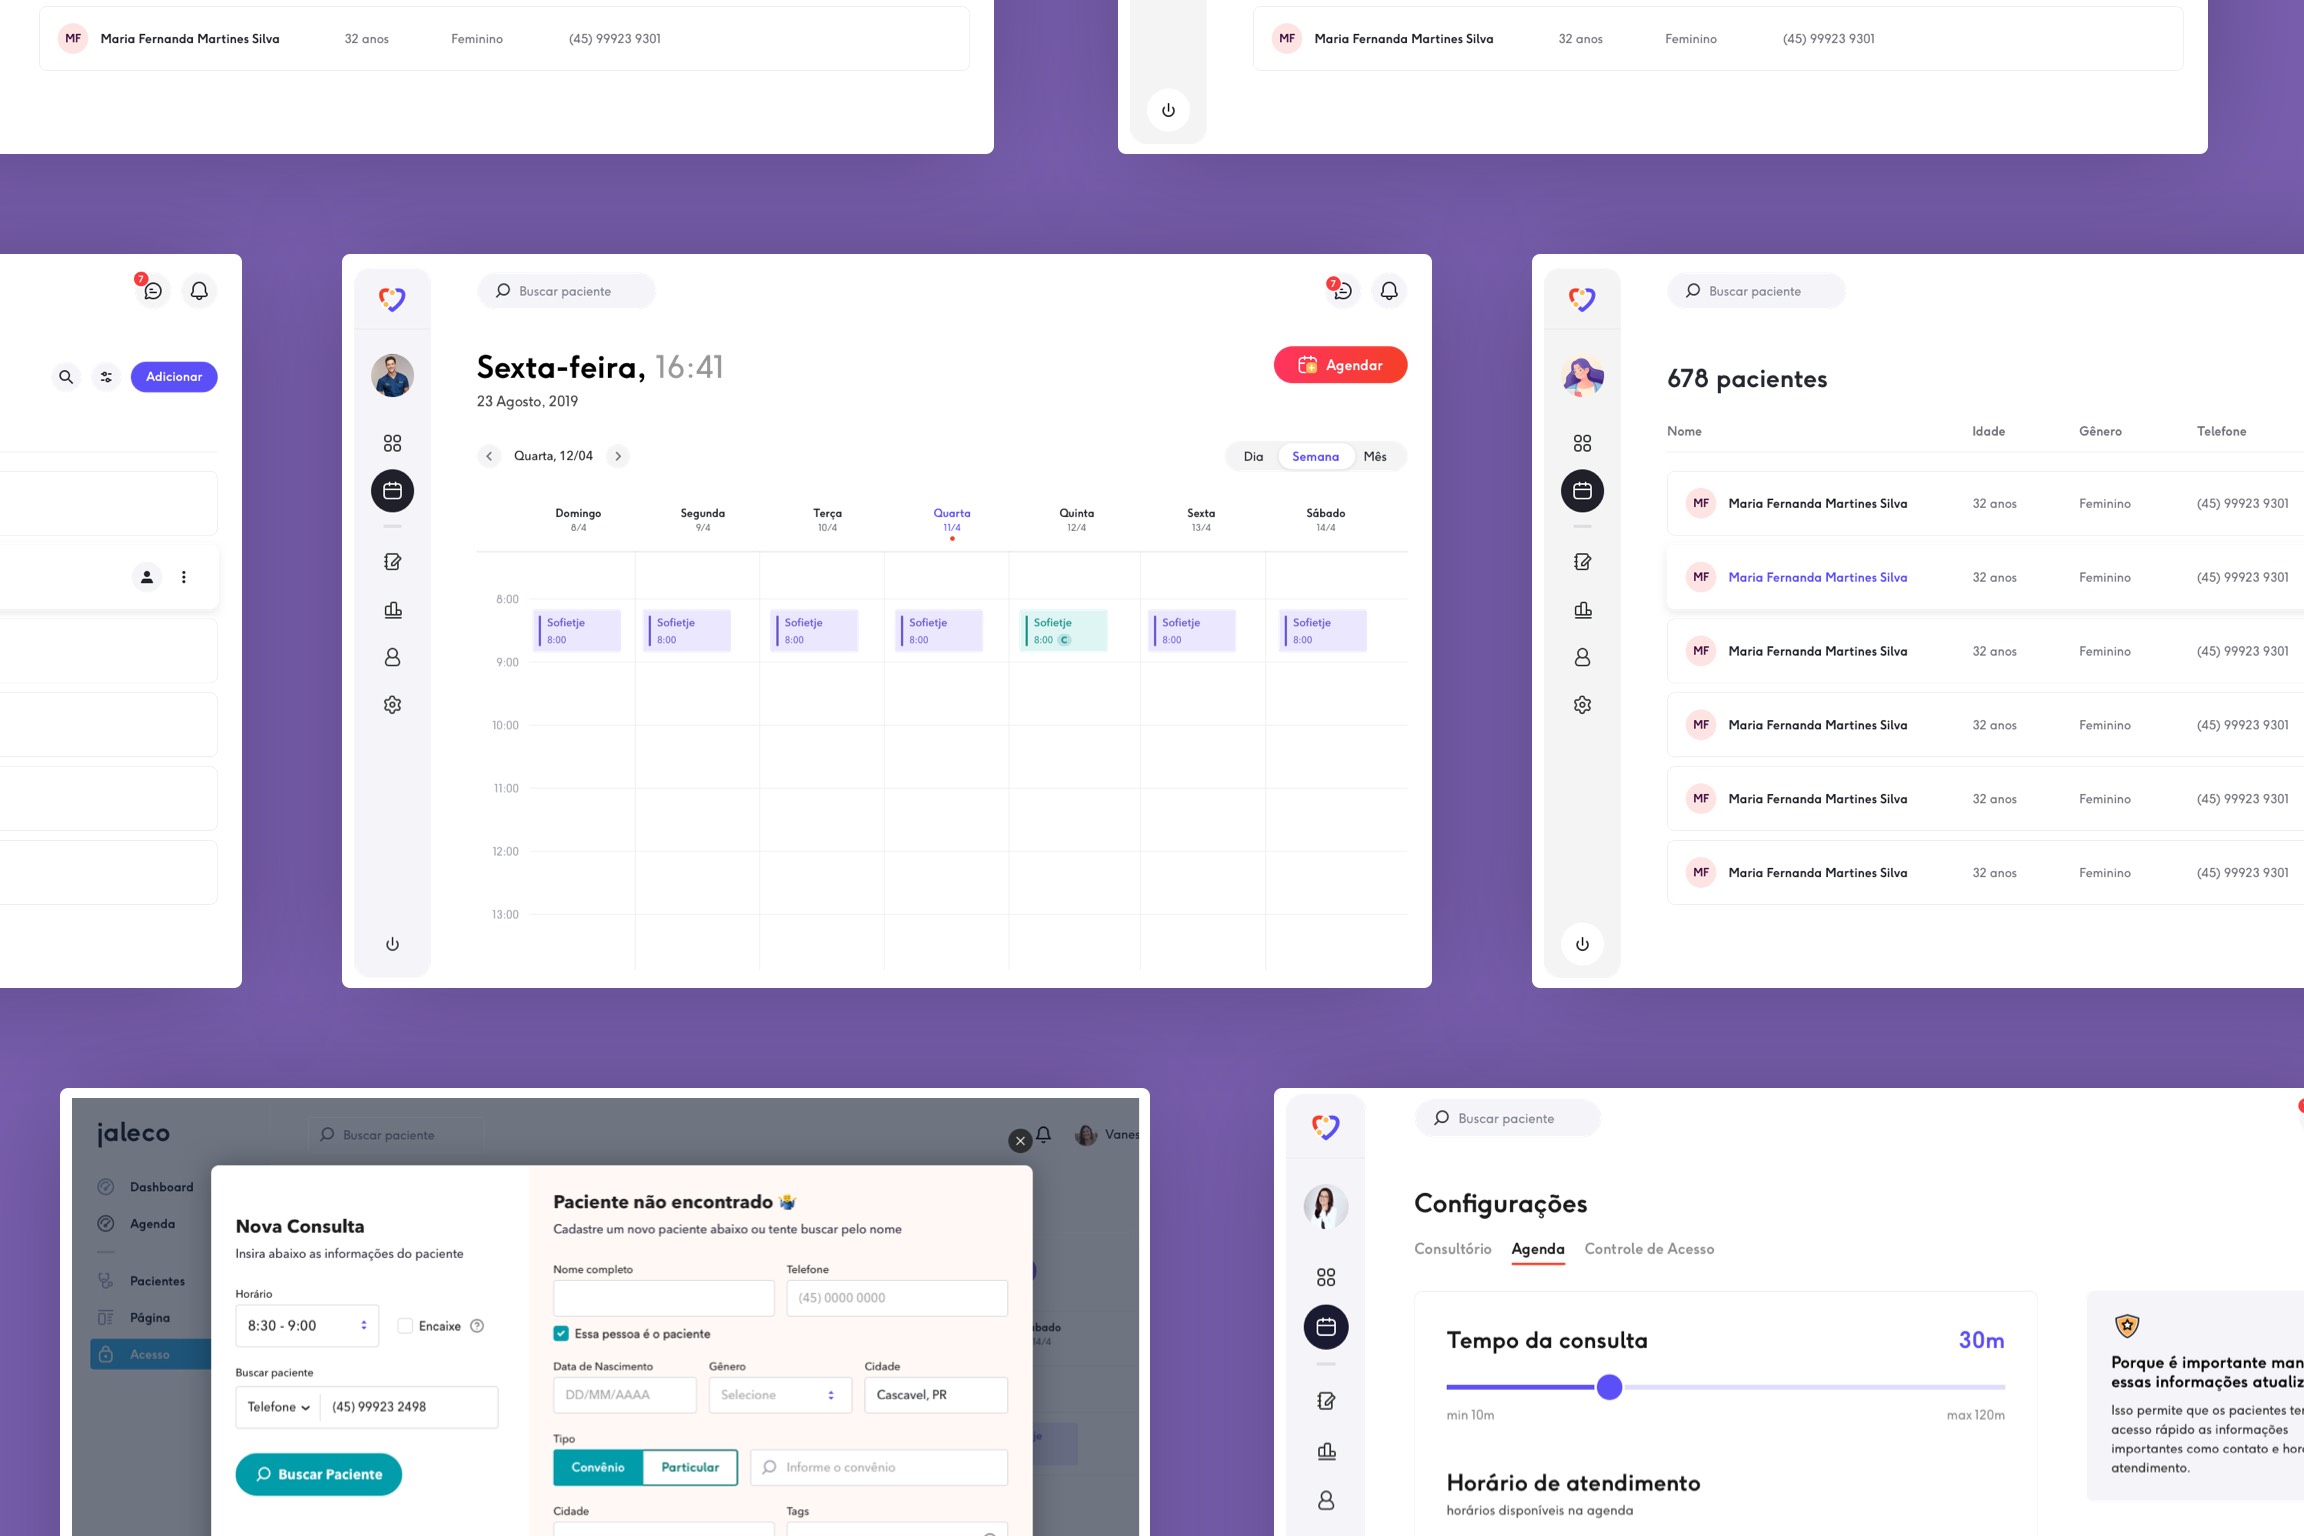 MF Maria Fernanda Martines Silva 32 anos Feminino (45) 99923 9301
MF Maria Fernanda Martines Silva 32 anos Feminino (45) 99923 9301
7
Adicionar
Buscar paciente
7
Sexta-feira, 16:41
23 Agosto, 2019
Agendar
Quarta, 12/04
Dia Semana Mês
Domingo Segunda Terça Quarta Quinta Sexta Sábado
8/4 9/4 10/4 11/4 12/4 13/4 14/4
8:00
Sofietje Sofietje Sofietje Sofietje Sofietje Sofietje Sofietje
8:00 8:00 8:00 8:00 8:00 C 8:00 8:00
9:00
10:00
11:00
12:00
13:00
Buscar paciente
678 pacientes
Nome Idade Gênero Telefone
MF Maria Fernanda Martines Silva 32 anos Feminino (45) 99923 9301
MF Maria Fernanda Martines Silva 32 anos Feminino (45) 99923 9301
MF Maria Fernanda Martines Silva 32 anos Feminino (45) 99923 9301
MF Maria Fernanda Martines Silva 32 anos Feminino (45) 99923 9301
MF Maria Fernanda Martines Silva 32 anos Feminino (45) 99923 9301
MF Maria Fernanda Martines Silva 32 anos Feminino (45) 99923 9301
jaleco
Buscar paciente
Vanes
Dashboard
Agenda
Pacientes
Página
Acesso
Nova Consulta
Insira abaixo as informações do paciente
Horário
8:30 - 9:00
Encaixe
Buscar paciente
Telefone (45) 99923 2498
Buscar Paciente
Paciente não encontrado
Cadastre um novo paciente abaixo ou tente buscar pelo nome
Nome completo Telefone
(45) 0000 0000
Essa pessoa é o paciente
Data de Nascimento Gênero Cidade
DD/MM/AAAA Selecione Cascavel, PR
Tipo
Convênio Particular Informe o convênio
Cidade Tags
bado
14/4
je
Buscar paciente
Configurações
Consultório Agenda Controle de Acesso
Tempo da consulta 30m
min 10m max 120m
Horário de atendimento
horários disponíveis na agenda
Porque é importante man
essas informações atualiz
Isso permite que os pacientes te
acesso rápido as informações
importantes como contato e hor
atendimento.